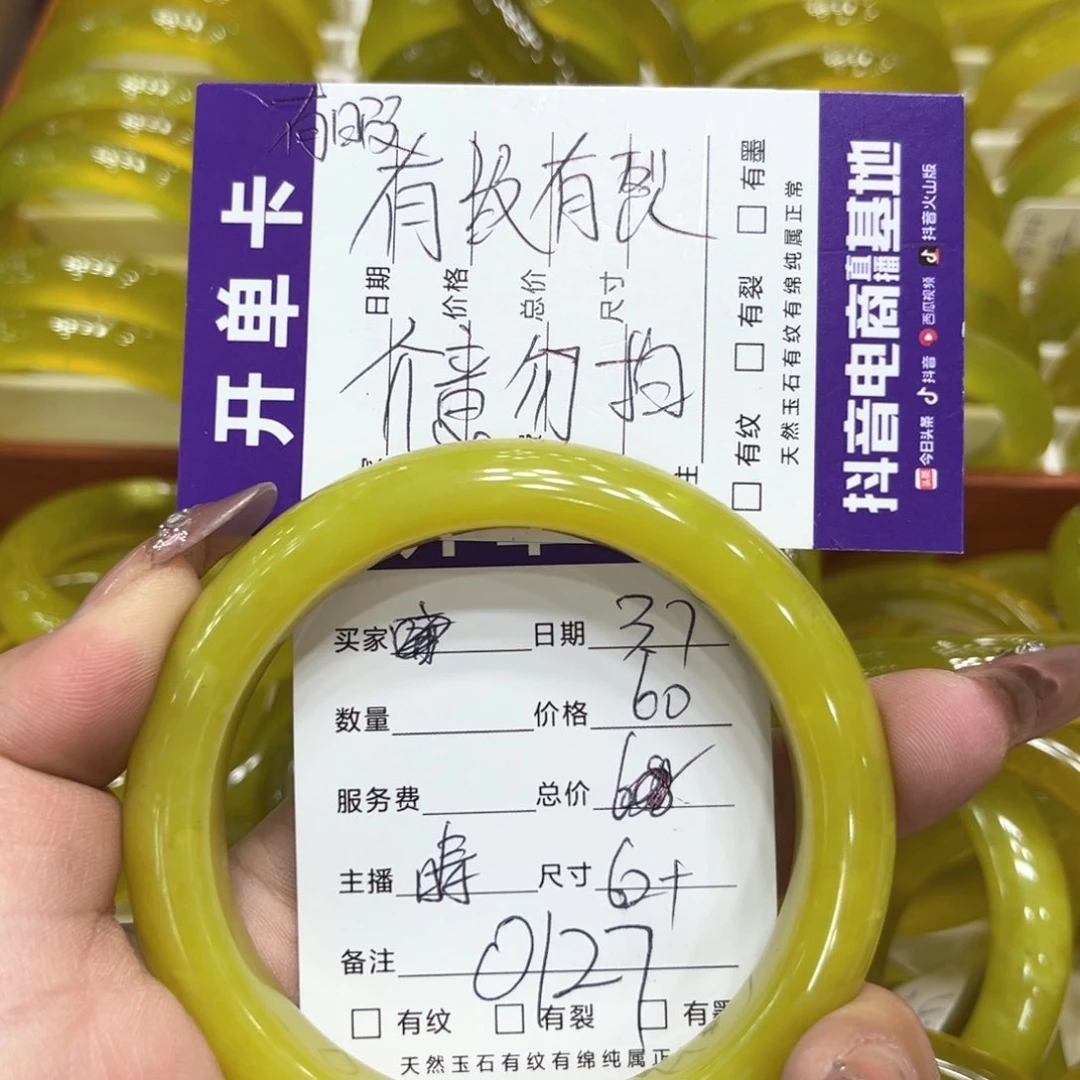 开单卡
有暇
有纹有裂
介意勿拍
日期
价格
总价
尺寸
□有纹 □有裂 □有墨
天然玉石有纹有绵纯属正常
抖音电商直播基地
头条 今日头条 抖音 西瓜视频 抖音火山版
买家 日期 37
数量 价格 60
服务费 总价
主播 尺寸
备注 0127
□ 有纹 □ 有裂 □ 有墨
天然玉石有纹有绵纯属正